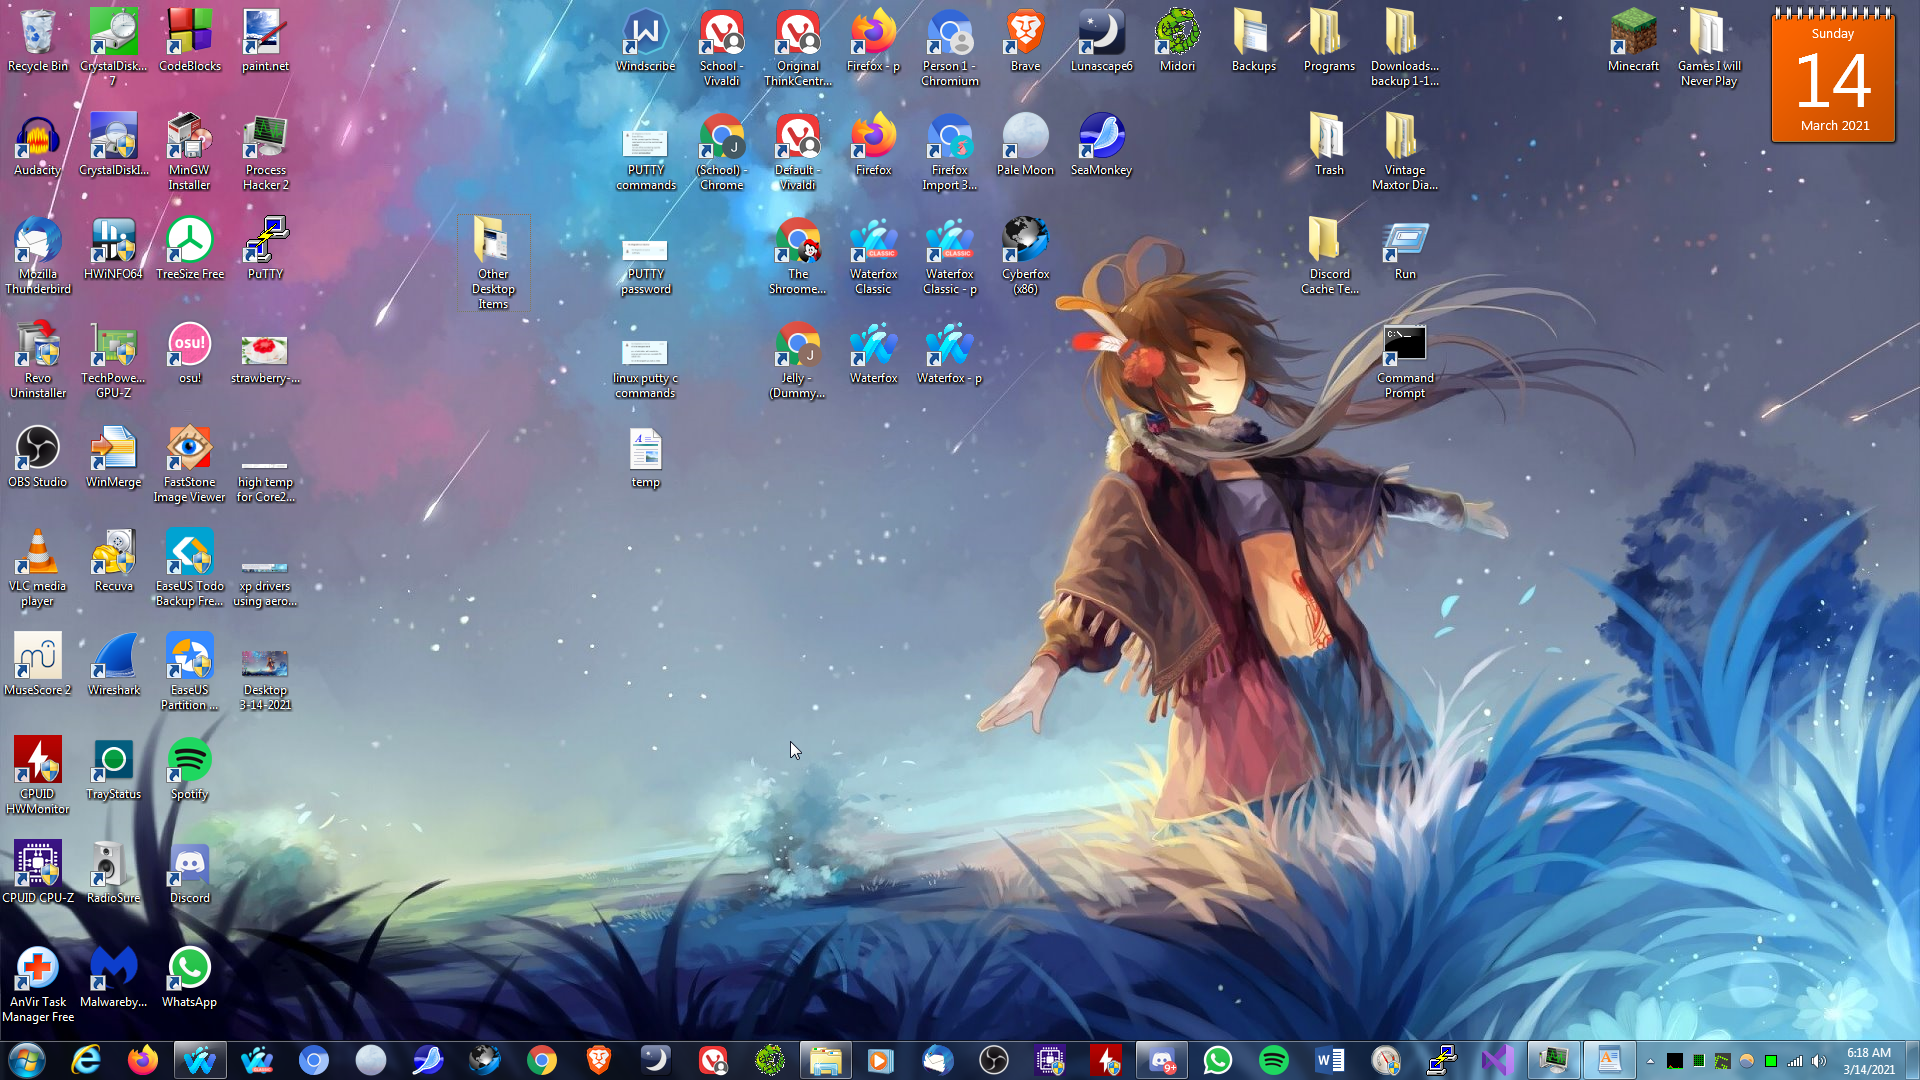 Recycle Bin
CrystalDisk...
7
CodeBlocks
paint.net
Windscribe
School -
Vivaldi
Original
ThinkCentr...
Firefox - p
Person 1 -
Chromium
Brave
Lunascape6
Midori
Backups
Programs
Downloads...
backup 1-1...
Minecraft
Games I will
Never Play
Sunday
14
March 2021
Audacity
CrystalDiskI...
MinGW
Installer
Process
Hacker 2
PUTTY
commands
(School) -
Chrome
Default -
Vivaldi
Firefox
Firefox
Import 3...
Pale Moon
SeaMonkey
Trash
Vintage
Maxtor Dia...
Mozilla
Thunderbird
HWiNFO64
TreeSize Free
PuTTY
Other
Desktop
Items
PUTTY
password
The
Shroome...
CLASSIC
Waterfox
Classic
CLASSIC
Waterfox
Classic - p
Cyberfox
(x86)
Discord
Cache Te...
Run
Revo
Uninstaller
TechPowe...
GPU-Z
osu!
osu!
strawberry-...
linux putty c
commands
J
Jelly -
(Dummy...
Waterfox
Waterfox - p
C:\_
Command
Prompt
OBS Studio
WinMerge
FastStone
Image Viewer
high temp
for Core2...
temp
VLC media
player
Recuva
EaseUS Todo
Backup Fre...
xp drivers
using aero...
MuseScore 2
Wireshark
EaseUS
Partition ...
Desktop
3-14-2021
CPUID
HWMonitor
TrayStatus
Spotify
CPUID CPU-Z
RadioSure
Discord
AnVir Task
Manager Free
Malwareby...
WhatsApp
9+
6:18 AM
3/14/2021